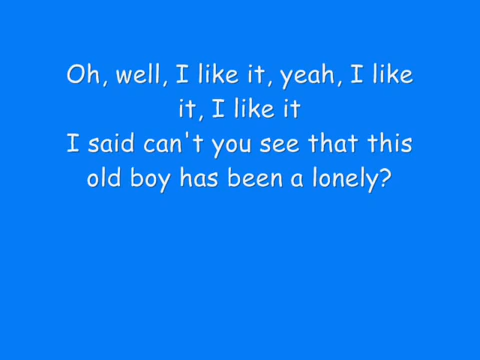 Oh, well, I like it, yeah, I like
it, I like it
I said can't you see that this
old boy has been a lonely?